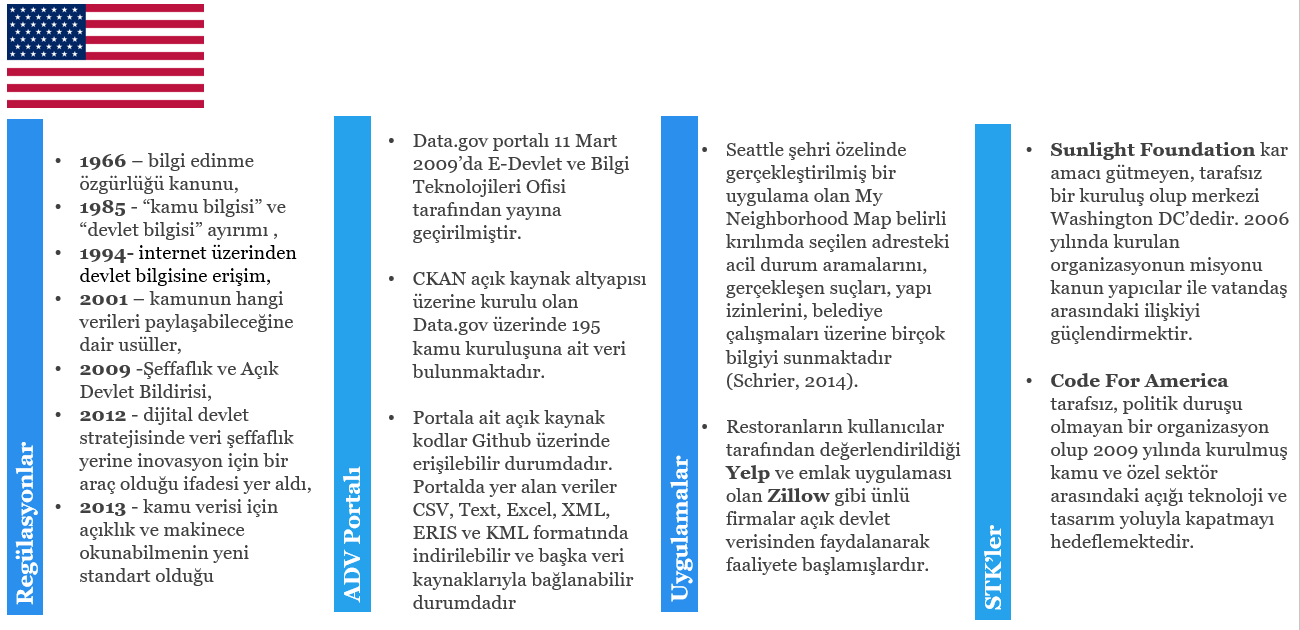 Regülasyonlar
• 1966 – bilgi edinme
özgürlüğü kanunu,
• 1985 - “kamu bilgisi” ve
“devlet bilgisi” ayırımı ,
• 1994- internet üzerinden
devlet bilgisine erişim,
• 2001 – kamunun hangi
verileri paylaşabileceğine
dair usüller,
• 2009 -Şeffaflık ve Açık
Devlet Bildirisi,
• 2012 - dijital devlet
stratejisinde veri şeffaflık
yerine inovasyon için bir
araç olduğu ifadesi yer aldı,
• 2013 - kamu verisi için
açıklık ve makinece
okunabilmenin yeni
standart olduğu
ADV Portalı
• Data.gov portalı 11 Mart
2009’da E-Devlet ve Bilgi
Teknolojileri Ofisi
tarafından yayına
geçirilmiştir.
• CKAN açık kaynak altyapısı
üzerine kurulu olan
Data.gov üzerinde 195
kamu kuruluşuna ait veri
bulunmaktadır.
• Portala ait açık kaynak
kodlar Github üzerinde
erişilebilir durumdadır.
Portalda yer alan veriler
CSV, Text, Excel, XML,
ERIS ve KML formatında
indirilebilir ve başka veri
kaynaklarıyla bağlanabilir
durumdadır
Uygulamalar
• Seattle şehri özelinde
gerçekleştirilmiş bir
uygulama olan My
Neighborhood Map belirli
kırılımda seçilen adresteki
acil durum aramalarını,
gerçekleşen suçları, yapı
izinlerini, belediye
çalışmaları üzerine birçok
bilgiyi sunmaktadır
(Schrier, 2014).
• Restoranların kullanıcılar
tarafından değerlendirildiği
Yelp ve emlak uygulaması
olan Zillow gibi ünlü
firmalar açık devlet
verisinden faydalanarak
faaliyete başlamışlardır.
STK’ler
• Sunlight Foundation kar
amacı gütmeyen, tarafsız
bir kuruluş olup merkezi
Washington DC’dedir. 2006
yılında kurulan
organizasyonun misyonu
kanun yapıcılar ile vatandaş
arasındaki ilişkiyi
güçlendirmektir.
• Code For America
tarafsız, politik duruşu
olmayan bir organizasyon
olup 2009 yılında kurulmuş
kamu ve özel sektör
arasındaki açığı teknoloji ve
tasarım yoluyla kapatmayı
hedeflemektedir.